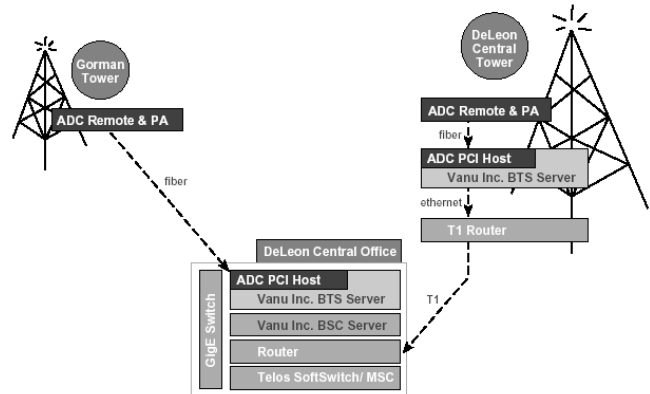 Gorman
Tower
ADC Remote & PA
fiber
DeLeon
Central
Tower
ADC Remote & PA
fiber
ADC PCI Host
Vanu Inc. BTS Server
ethernet
T1 Router
T1
DeLeon Central Office
GigE Switch
ADC PCI Host
Vanu Inc. BTS Server
Vanu Inc. BSC Server
Router
Telos SoftSwitch/ MSC